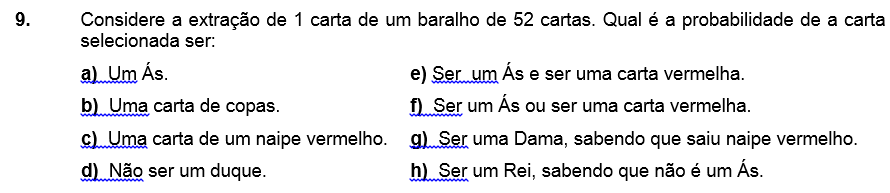 9. Considere a extração de 1 carta de um baralho de 52 cartas. Qual é a probabilidade de a carta
selecionada ser:
a) Um Ás.
b) Uma carta de copas.
c) Uma carta de um naipe vermelho.
d) Não ser um duque.
e) Ser um Ás e ser uma carta vermelha.
f) Ser um Ás ou ser uma carta vermelha.
g) Ser uma Dama, sabendo que saiu naipe vermelho.
h) Ser um Rei, sabendo que não é um Ás.